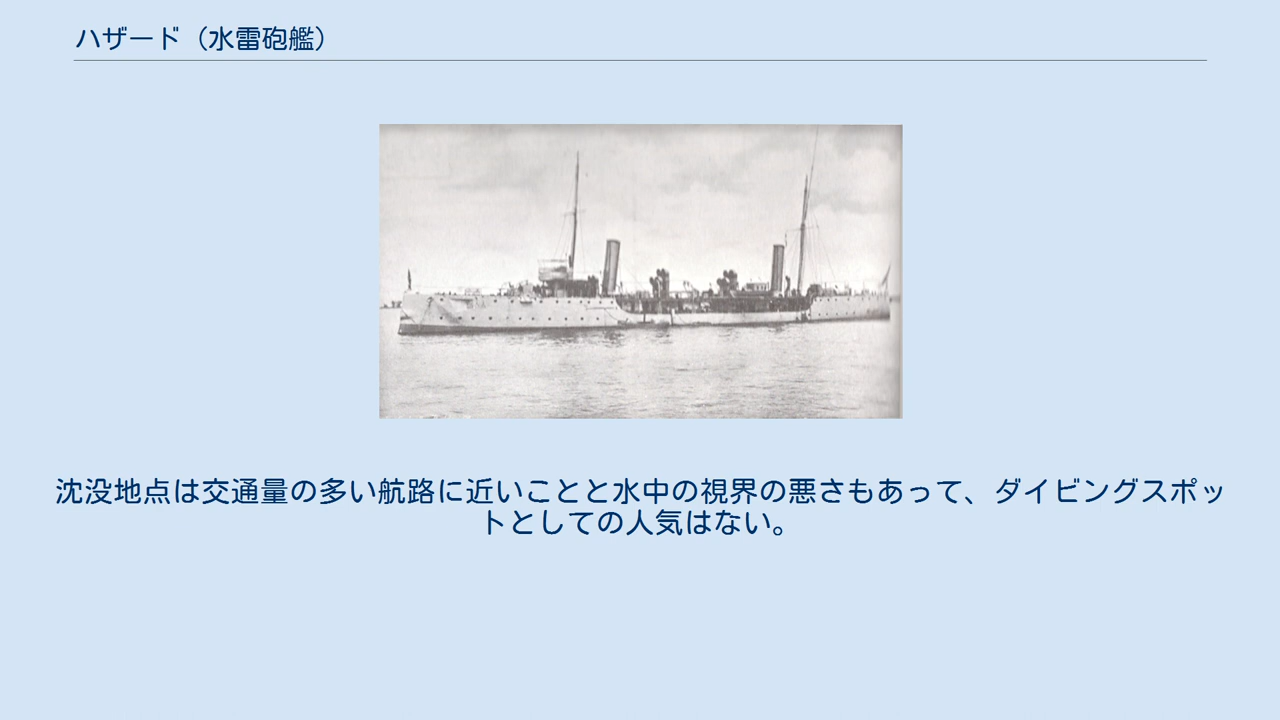 ハザード（水雷砲艦）
沈没地点は交通量の多い航路に近いことと水中の視界の悪さもあって、ダイビングスポッ
トとしての人気はない。